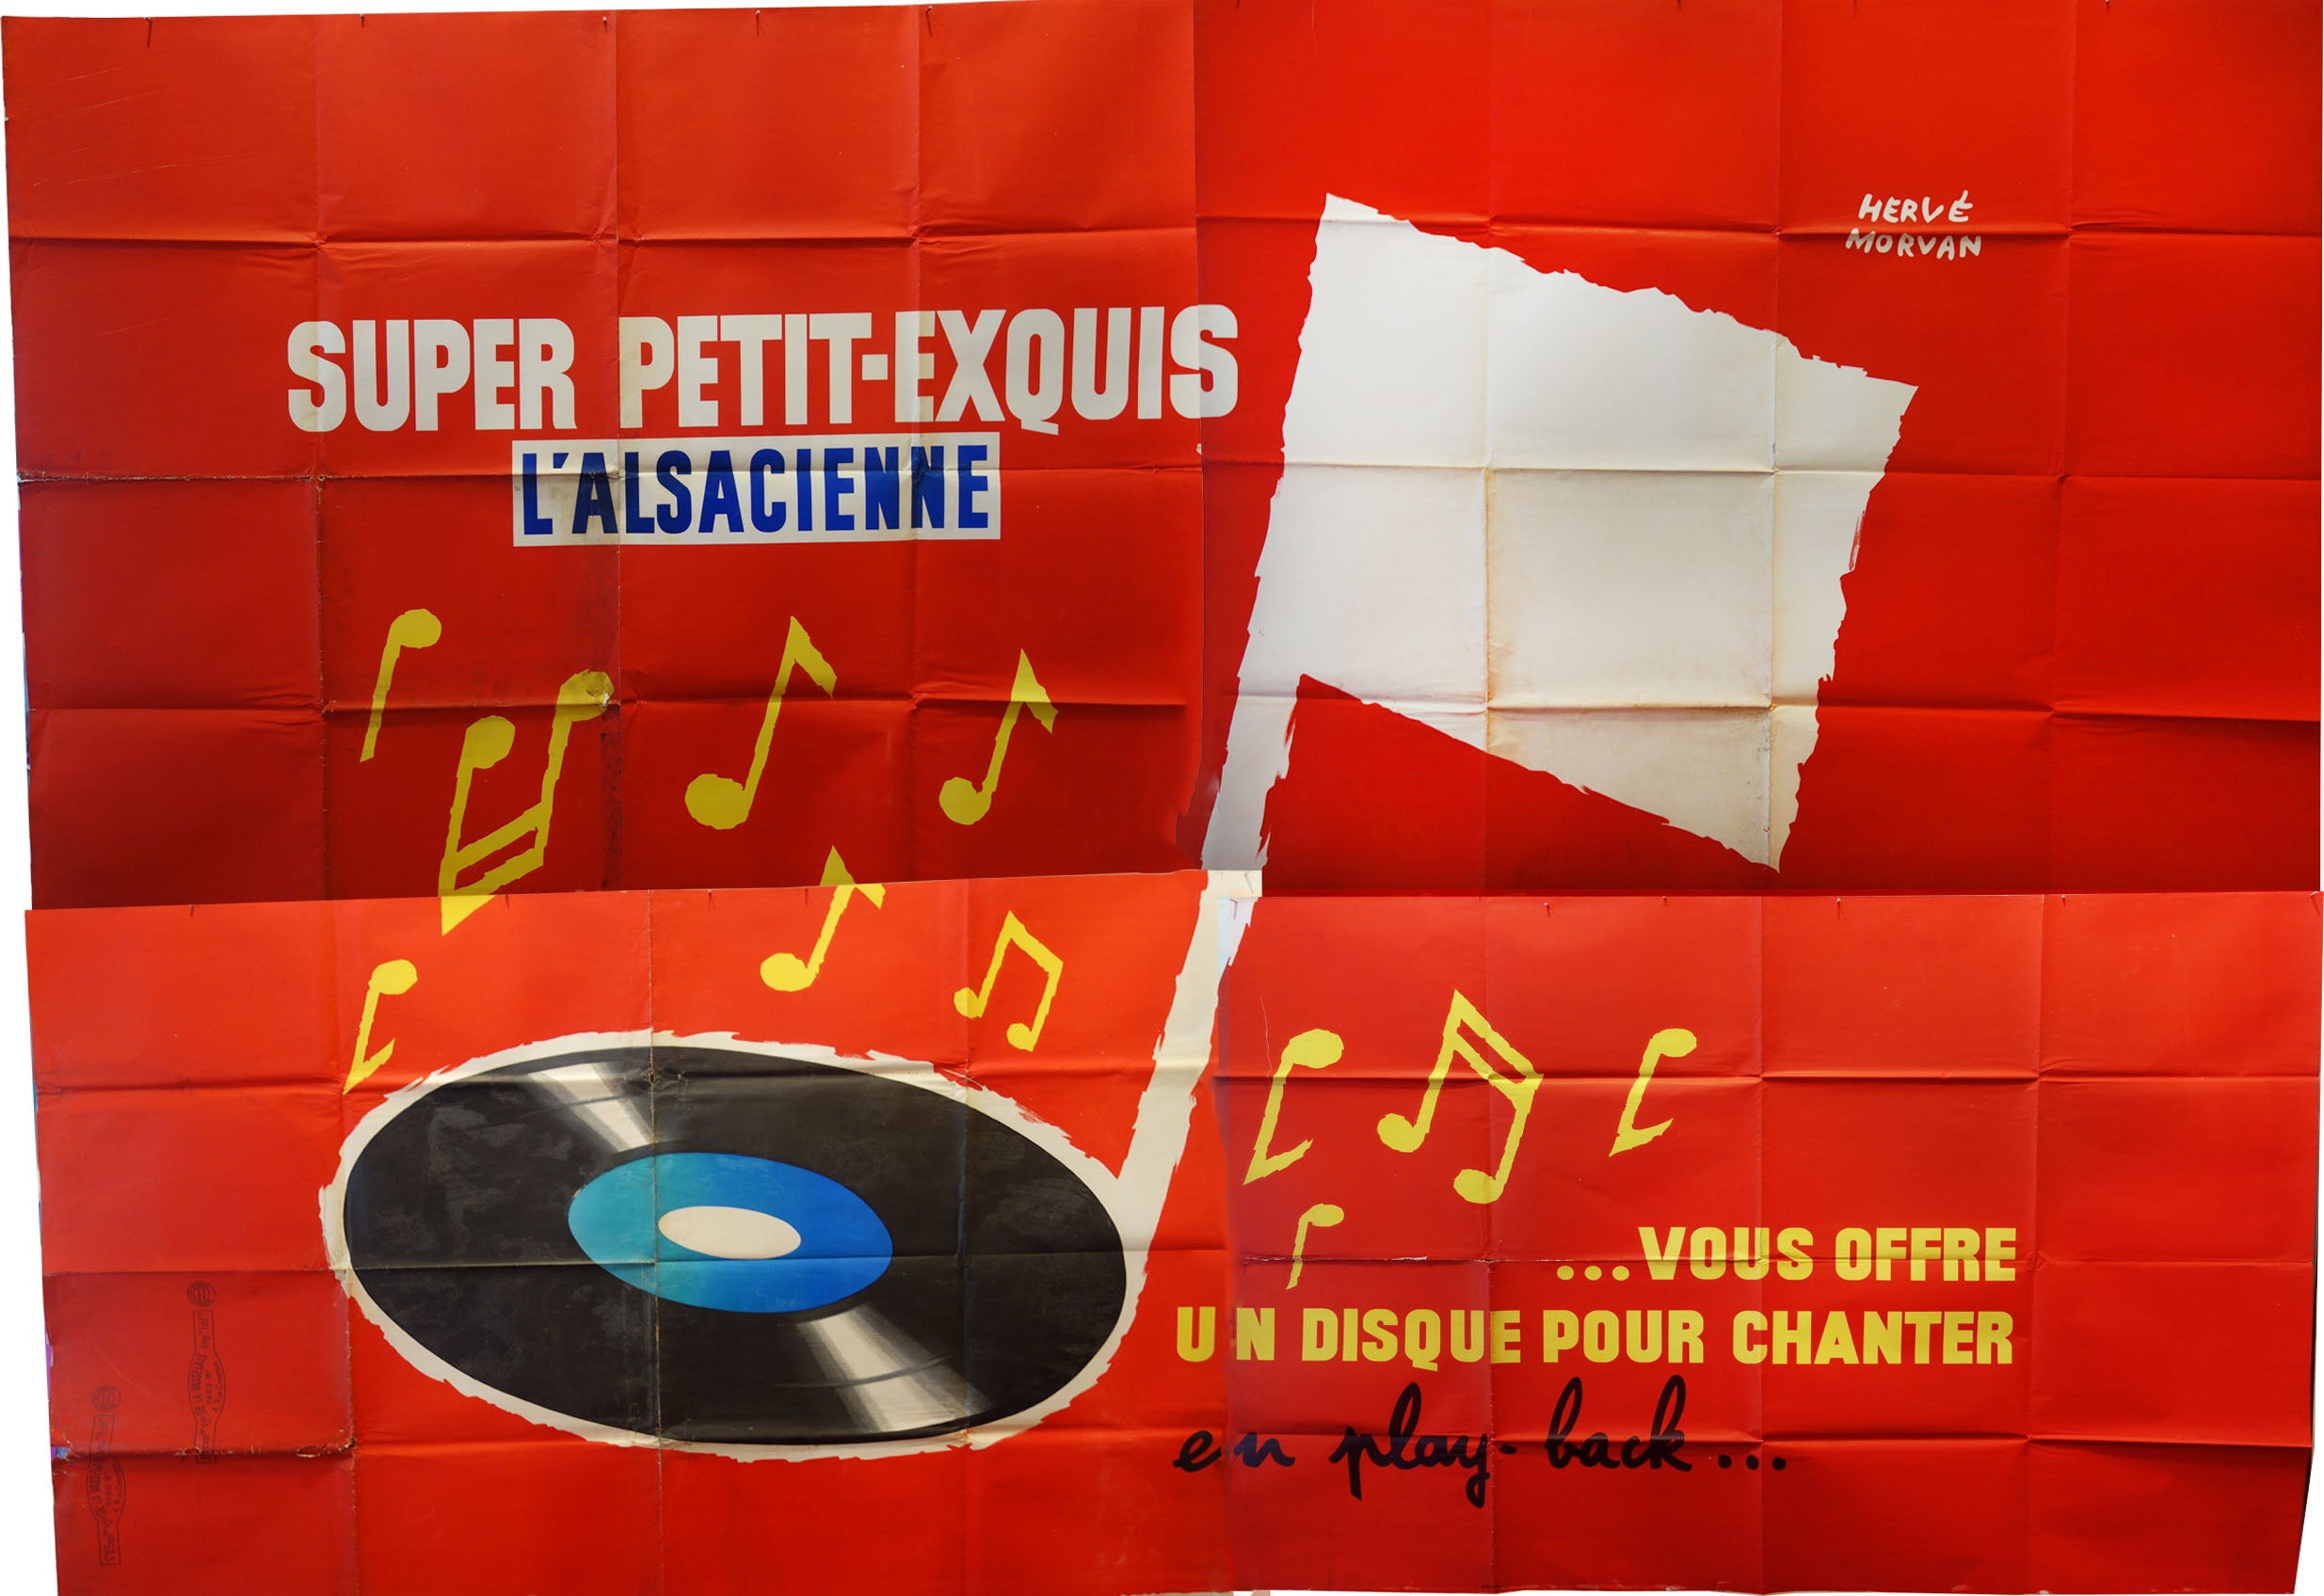 HERVÉ
MORVAN
SUPER PETIT-EXQUIS
L'ALSACIENNE
...VOUS OFFRE
UN DISQUE POUR CHANTER
en play-back...